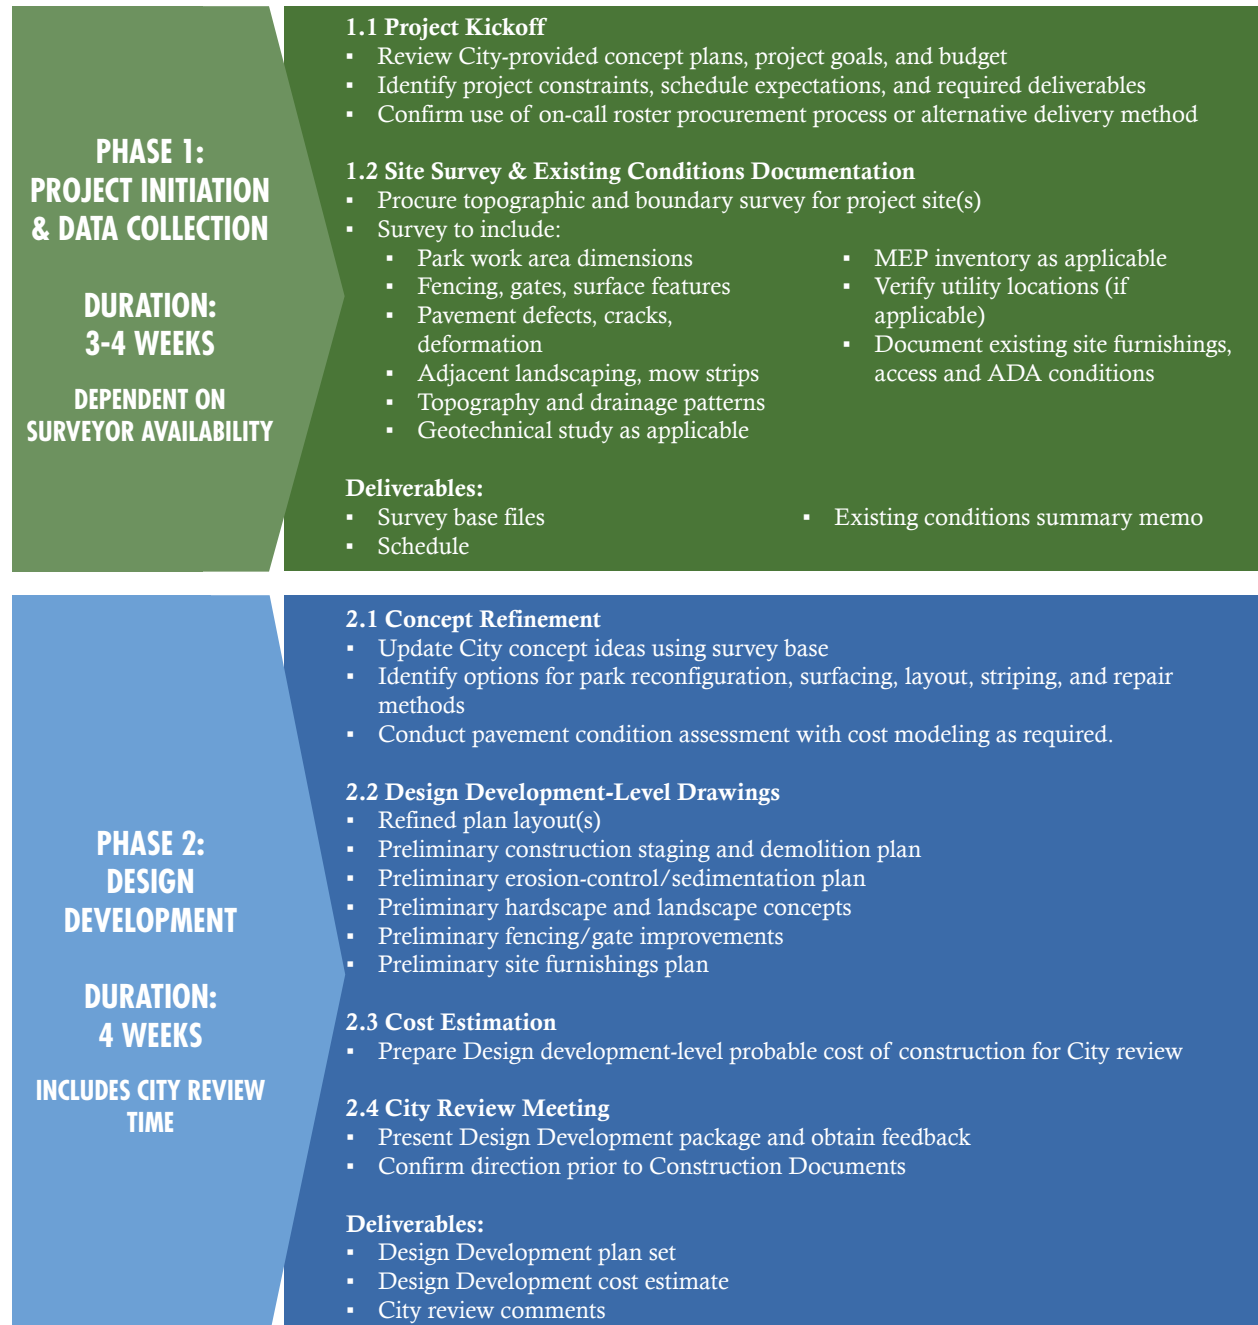 PHASE 1:
PROJECT INITIATION
& DATA COLLECTION
DURATION:
3-4 WEEKS
DEPENDENT ON
SURVEYOR AVAILABILITY
1.1 Project Kickoff
▪ Review City-provided concept plans, project goals, and budget
▪ Identify project constraints, schedule expectations, and required deliverables
▪ Confirm use of on-call roster procurement process or alternative delivery method
1.2 Site Survey & Existing Conditions Documentation
▪ Procure topographic and boundary survey for project site(s)
▪ Survey to include:
▪ Park work area dimensions
▪ Fencing, gates, surface features
▪ Pavement defects, cracks,
deformation
▪ Adjacent landscaping, mow strips
▪ Topography and drainage patterns
▪ Geotechnical study as applicable
▪ MEP inventory as applicable
▪ Verify utility locations (if
applicable)
▪ Document existing site furnishings,
access and ADA conditions
Deliverables:
▪ Survey base files
▪ Schedule
▪ Existing conditions summary memo
PHASE 2:
DESIGN
DEVELOPMENT
DURATION:
4 WEEKS
INCLUDES CITY REVIEW
TIME
2.1 Concept Refinement
▪ Update City concept ideas using survey base
▪ Identify options for park reconfiguration, surfacing, layout, striping, and repair
methods
▪ Conduct pavement condition assessment with cost modeling as required.
2.2 Design Development-Level Drawings
▪ Refined plan layout(s)
▪ Preliminary construction staging and demolition plan
▪ Preliminary erosion-control/sedimentation plan
▪ Preliminary hardscape and landscape concepts
▪ Preliminary fencing/gate improvements
▪ Preliminary site furnishings plan
2.3 Cost Estimation
▪ Prepare Design development-level probable cost of construction for City review
2.4 City Review Meeting
▪ Present Design Development package and obtain feedback
▪ Confirm direction prior to Construction Documents
Deliverables:
▪ Design Development plan set
▪ Design Development cost estimate
▪ City review comments